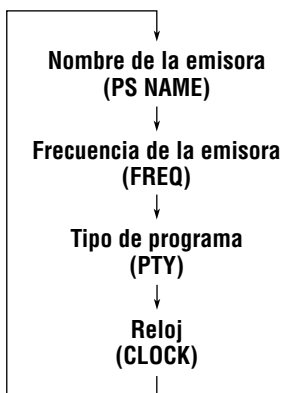 Nombre de la emisora
(PS NAME)
Frecuencia de la emisora
(FREQ)
Tipo de programa
(PTY)
Reloj
(CLOCK)